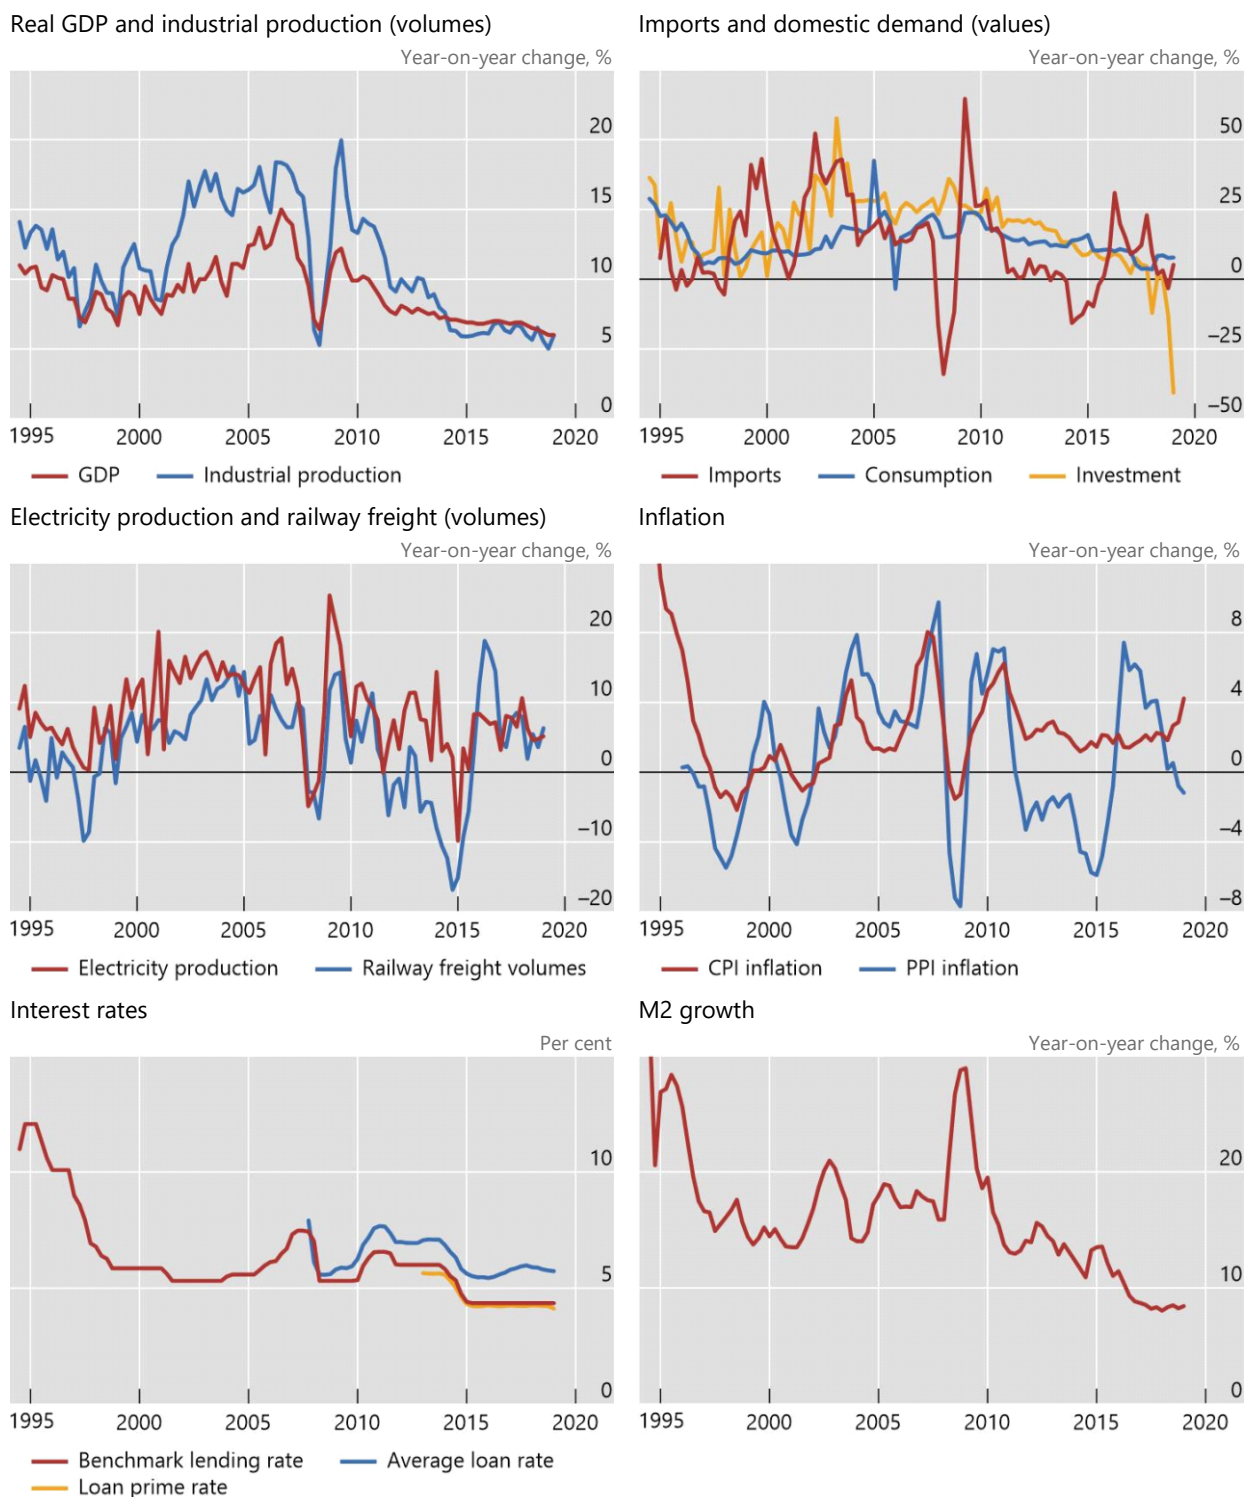 Real GDP and industrial production (volumes)
Year-on-year change, %
20
15
10
5
0
1995 2000 2005 2010 2015 2020
GDP Industrial production
Imports and domestic demand (values)
Year-on-year change, %
50
25
0
–25
–50
1995 2000 2005 2010 2015 2020
Imports Consumption Investment
Electricity production and railway freight (volumes)
Year-on-year change, %
20
10
0
–10
–20
1995 2000 2005 2010 2015 2020
Electricity production Railway freight volumes
Inflation
Year-on-year change, %
8
4
0
–4
–8
1995 2000 2005 2010 2015 2020
CPI inflation PPI inflation
Interest rates
Per cent
10
5
0
1995 2000 2005 2010 2015 2020
Benchmark lending rate Average loan rate
Loan prime rate
M2 growth
Year-on-year change, %
20
10
0
1995 2000 2005 2010 2015 2020